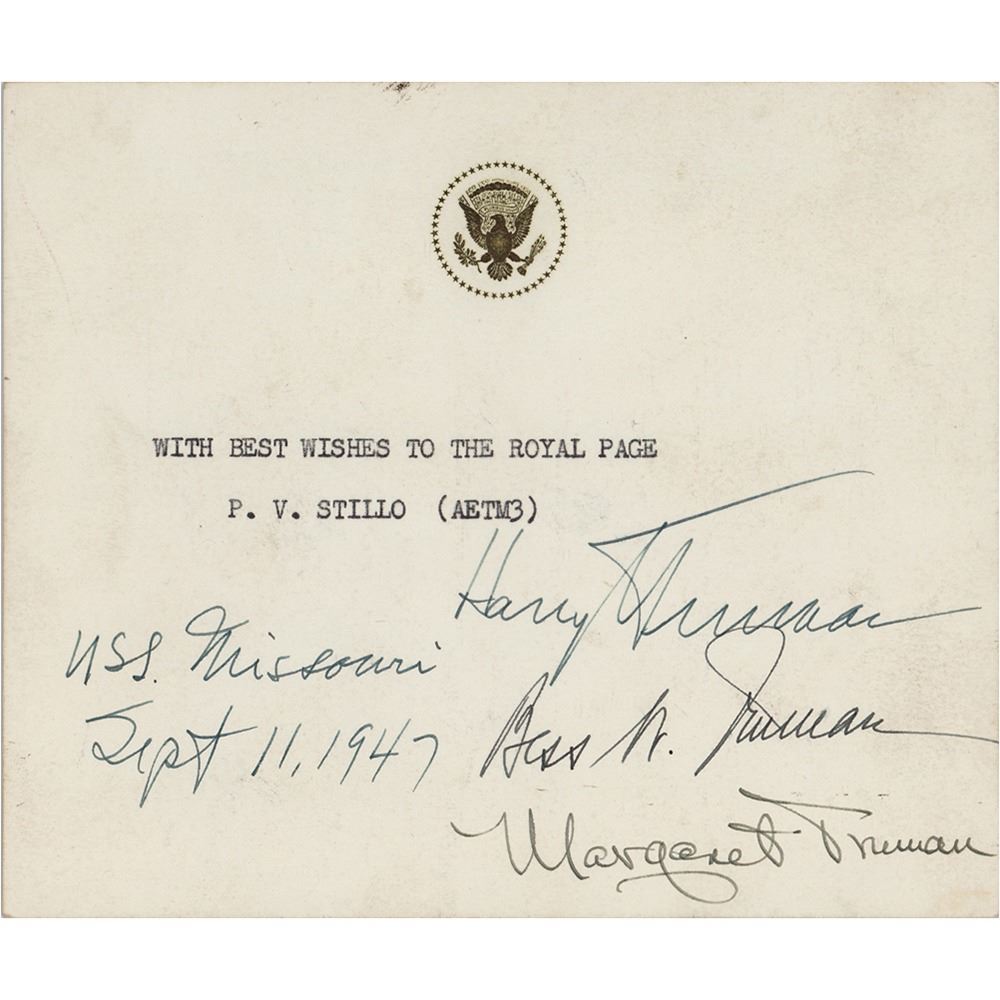 WITH BEST WISHES TO THE ROYAL PAGE
P. V. STILLO (AETM3)
Harry Truman
USS. Missouri
Sept 11, 1947
Bess W. Truman
Margaret Truman